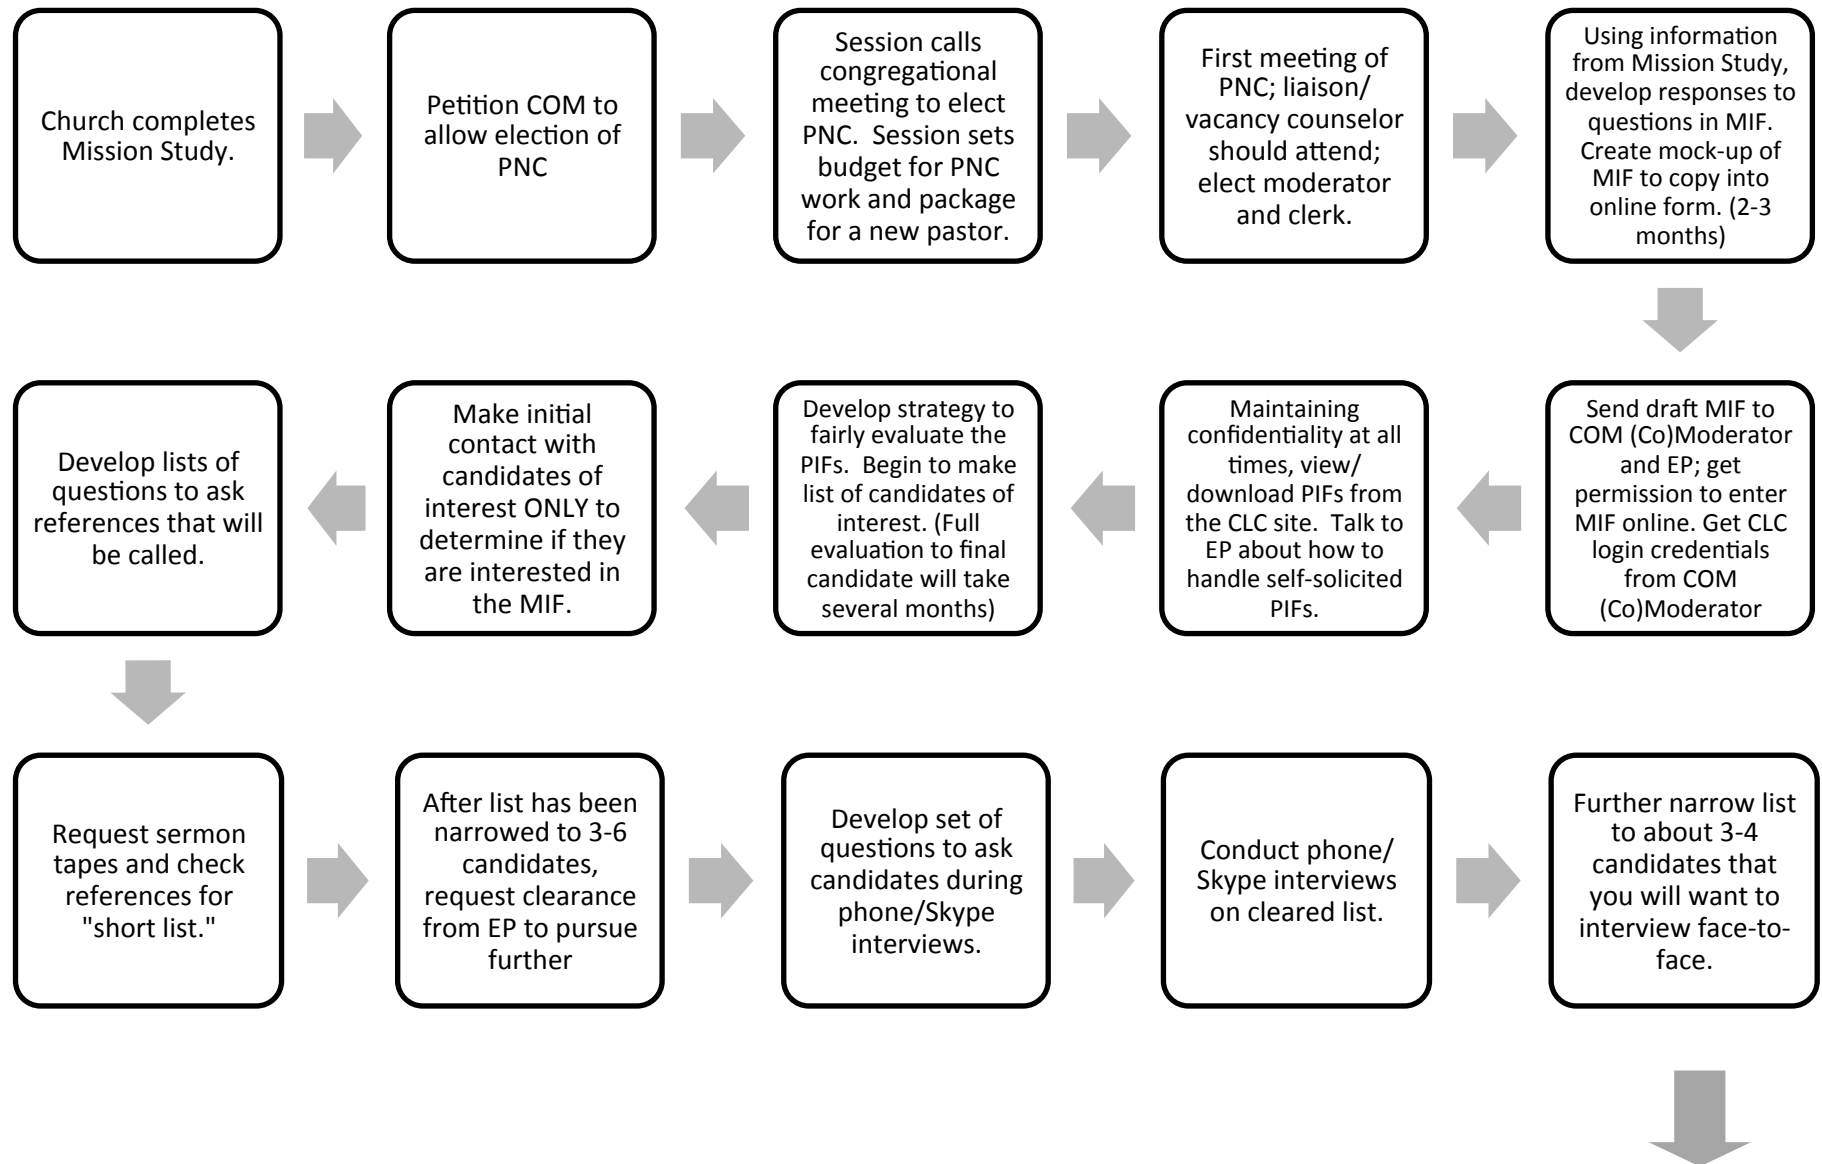 Church completes
Mission Study.
Petition COM to
allow election of
PNC
Session calls
congregational
meeting to elect
PNC.  Session sets
budget for PNC
work and package
for a new pastor.
First meeting of
PNC; liaison/
vacancy counselor
should attend;
elect moderator
and clerk.
Using information
from Mission Study,
develop responses to
questions in MIF.
Create mock-up of
MIF to copy into
online form. (2-3
months)
Send draft MIF to
COM (Co)Moderator
and EP; get
permission to enter
MIF online. Get CLC
login credentials
from COM
(Co)Moderator
Maintaining
confidentiality at all
times, view/
download PIFs from
the CLC site.  Talk to
EP about how to
handle self-solicited
PIFs.
Develop strategy to
fairly evaluate the
PIFs.  Begin to make
list of candidates of
interest. (Full
evaluation to final
candidate will take
several months)
Make initial
contact with
candidates of
interest ONLY to
determine if they
are interested in
the MIF.
Develop lists of
questions to ask
references that will
be called.
Request sermon
tapes and check
references for
"short list."
After list has been
narrowed to 3-6
candidates,
request clearance
from EP to pursue
further
Develop set of
questions to ask
candidates during
phone/Skype
interviews.
Conduct phone/
Skype interviews
on cleared list.
Further narrow list
to about 3-4
candidates that
you will want to
interview face-to-
face.